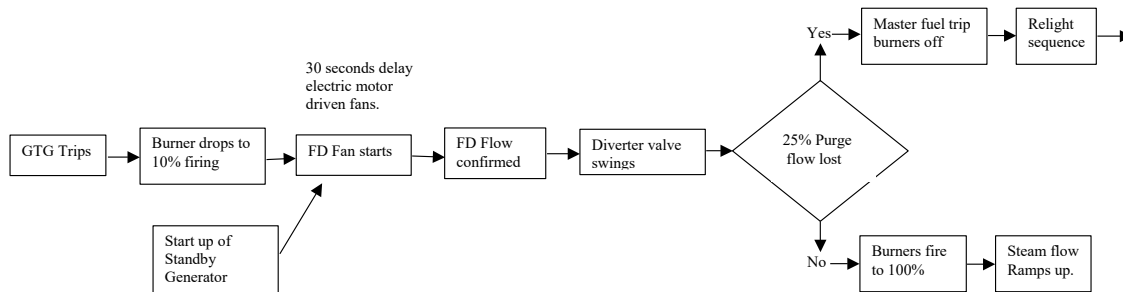 30 seconds delay
electric motor
driven fans.
GTG Trips
Burner drops to
10% firing
FD Fan starts
FD Flow
confirmed
Diverter valve
swings
25% Purge
flow lost
Yes
Master fuel trip
burners off
Relight
sequence
Start up of
Standby
Generator
No
Burners fire
to 100%
Steam flow
Ramps up.